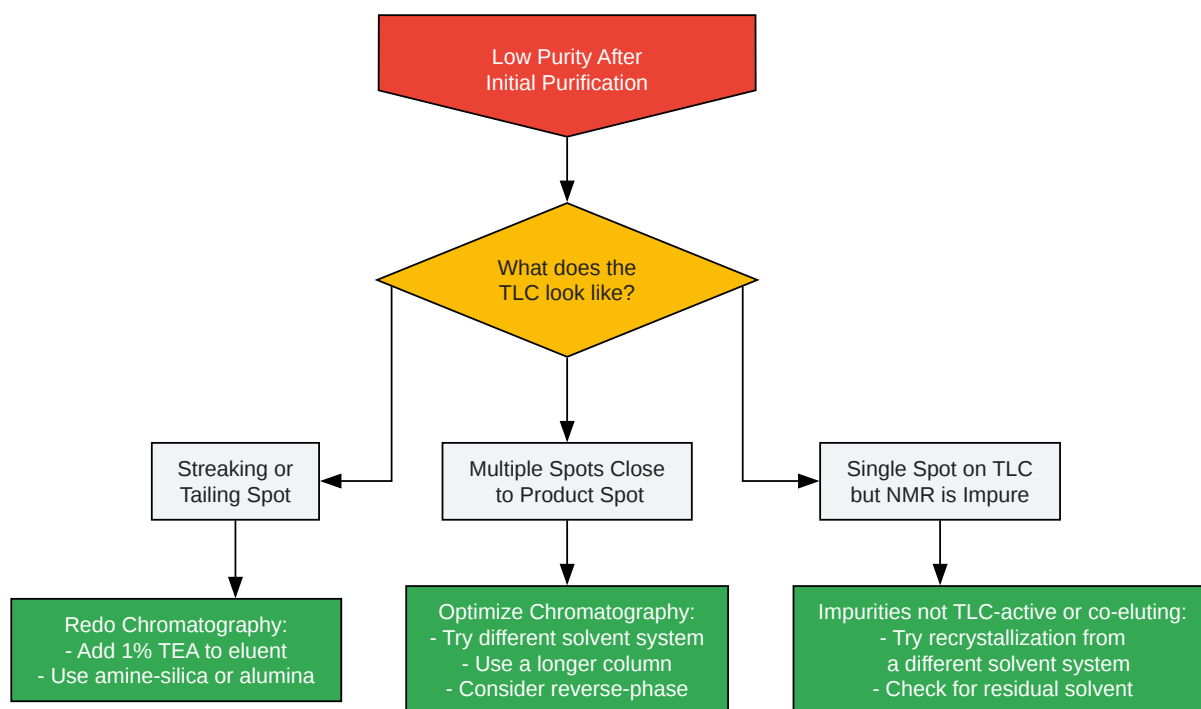 Low Purity After
Initial Purification
What does the
TLC look like?
Streaking or
Tailing Spot
Multiple Spots Close
to Product Spot
Single Spot on TLC
but NMR is Impure
Redo Chromatography:
- Add 1% TEA to eluent
- Use amine-silica or alumina
Optimize Chromatography:
- Try different solvent system
- Use a longer column
- Consider reverse-phase
Impurities not TLC-active or co-eluting:
- Try recrystallization from
a different solvent system
- Check for residual solvent